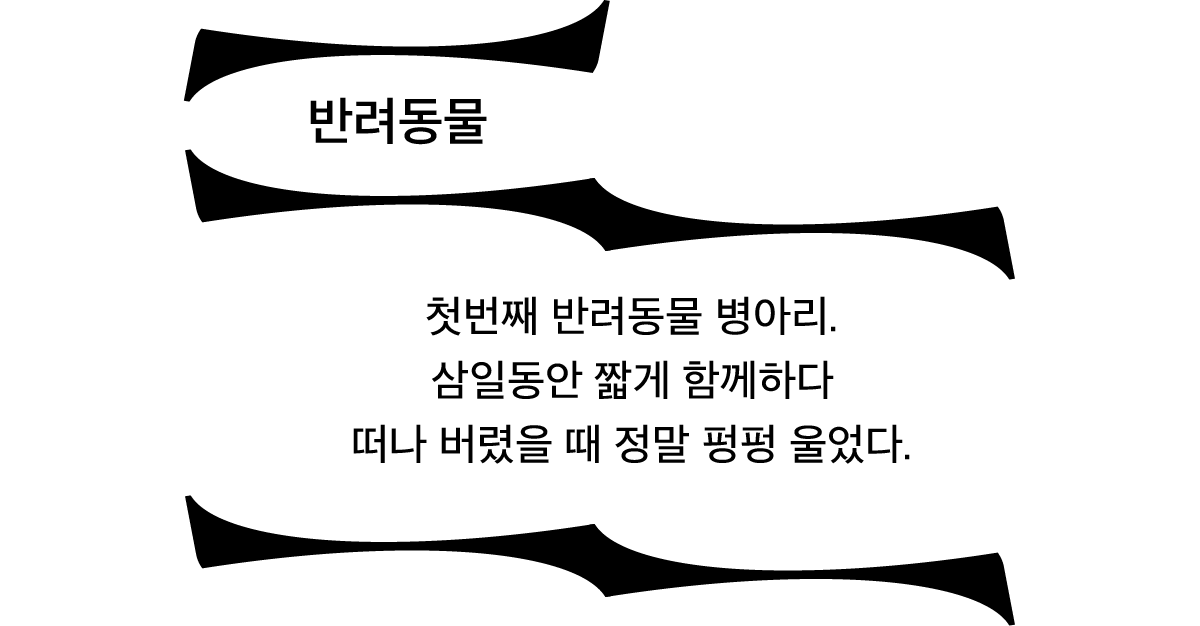 반려동물
첫번째 반려동물 병아리.
삼일동안 짧게 함께하다
떠나 버렸을 때 정말 펑펑 울었다.